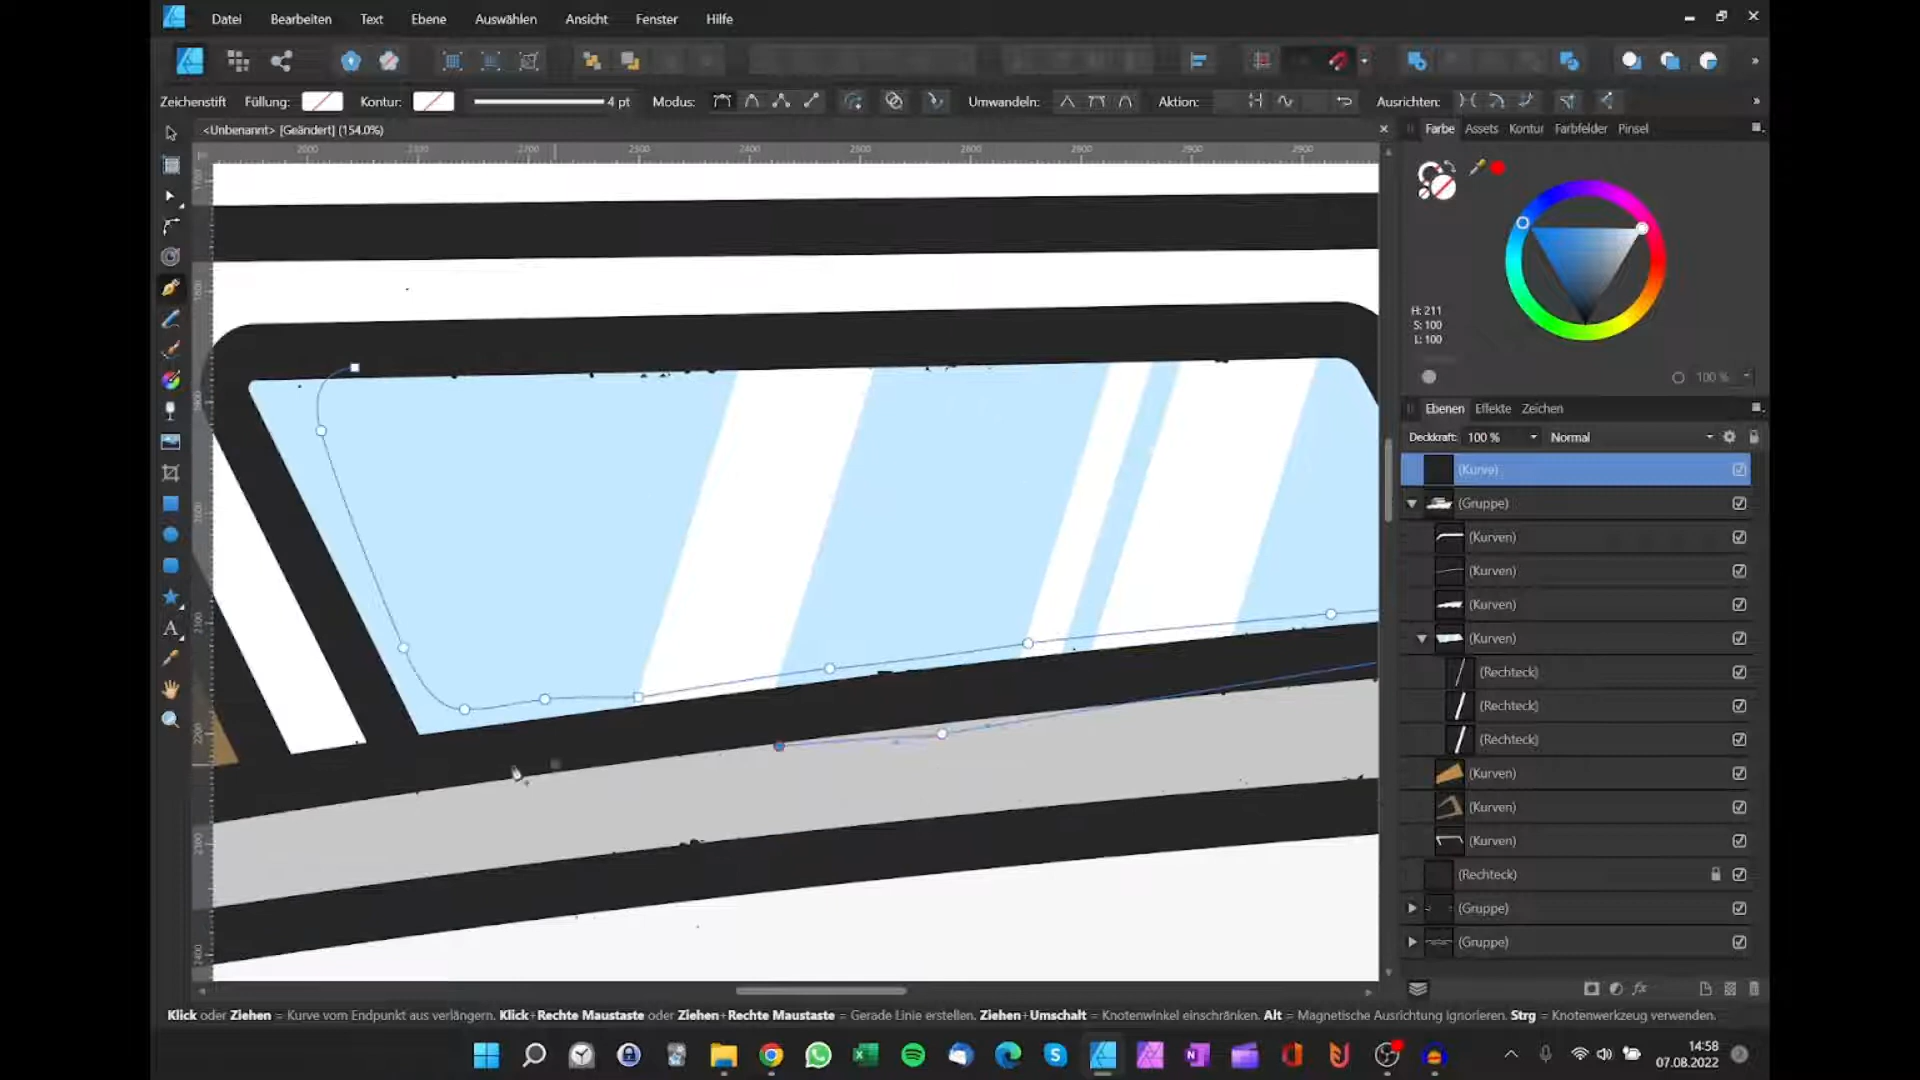 Datei Bearbeiten Text Ebene Auswählen Ansicht Fenster Hilfe
Zeichenstift Füllung: Kontur: 4 pt Modus: Umwandeln: Aktion: Ausrichten:
<Unbenannt> [Geändert] (154.0%)
Farbe Assets Kontur Farbfelder Pinsel
H: 211
S: 100
L: 100
100 %
Ebenen Effekte Zeichen
Deckkraft: 100 % Normal
(Kurve)
(Gruppe)
(Kurven)
(Kurven)
(Kurven)
(Kurven)
(Rechteck)
(Rechteck)
(Rechteck)
(Kurven)
(Kurven)
(Kurven)
(Rechteck)
(Gruppe)
(Gruppe)
Klick oder Ziehen = Kurve vom Endpunkt aus verlängern. Klick+Rechte Maustaste oder Ziehen+Rechte Maustaste = Gerade Linie erstellen. Ziehen+Umschalt = Knotenwinkel einschränken. Alt = Magnetische Ausrichtung ignorieren. Strg = Knotenwerkzeug verwenden.
14:58
07.08.2022